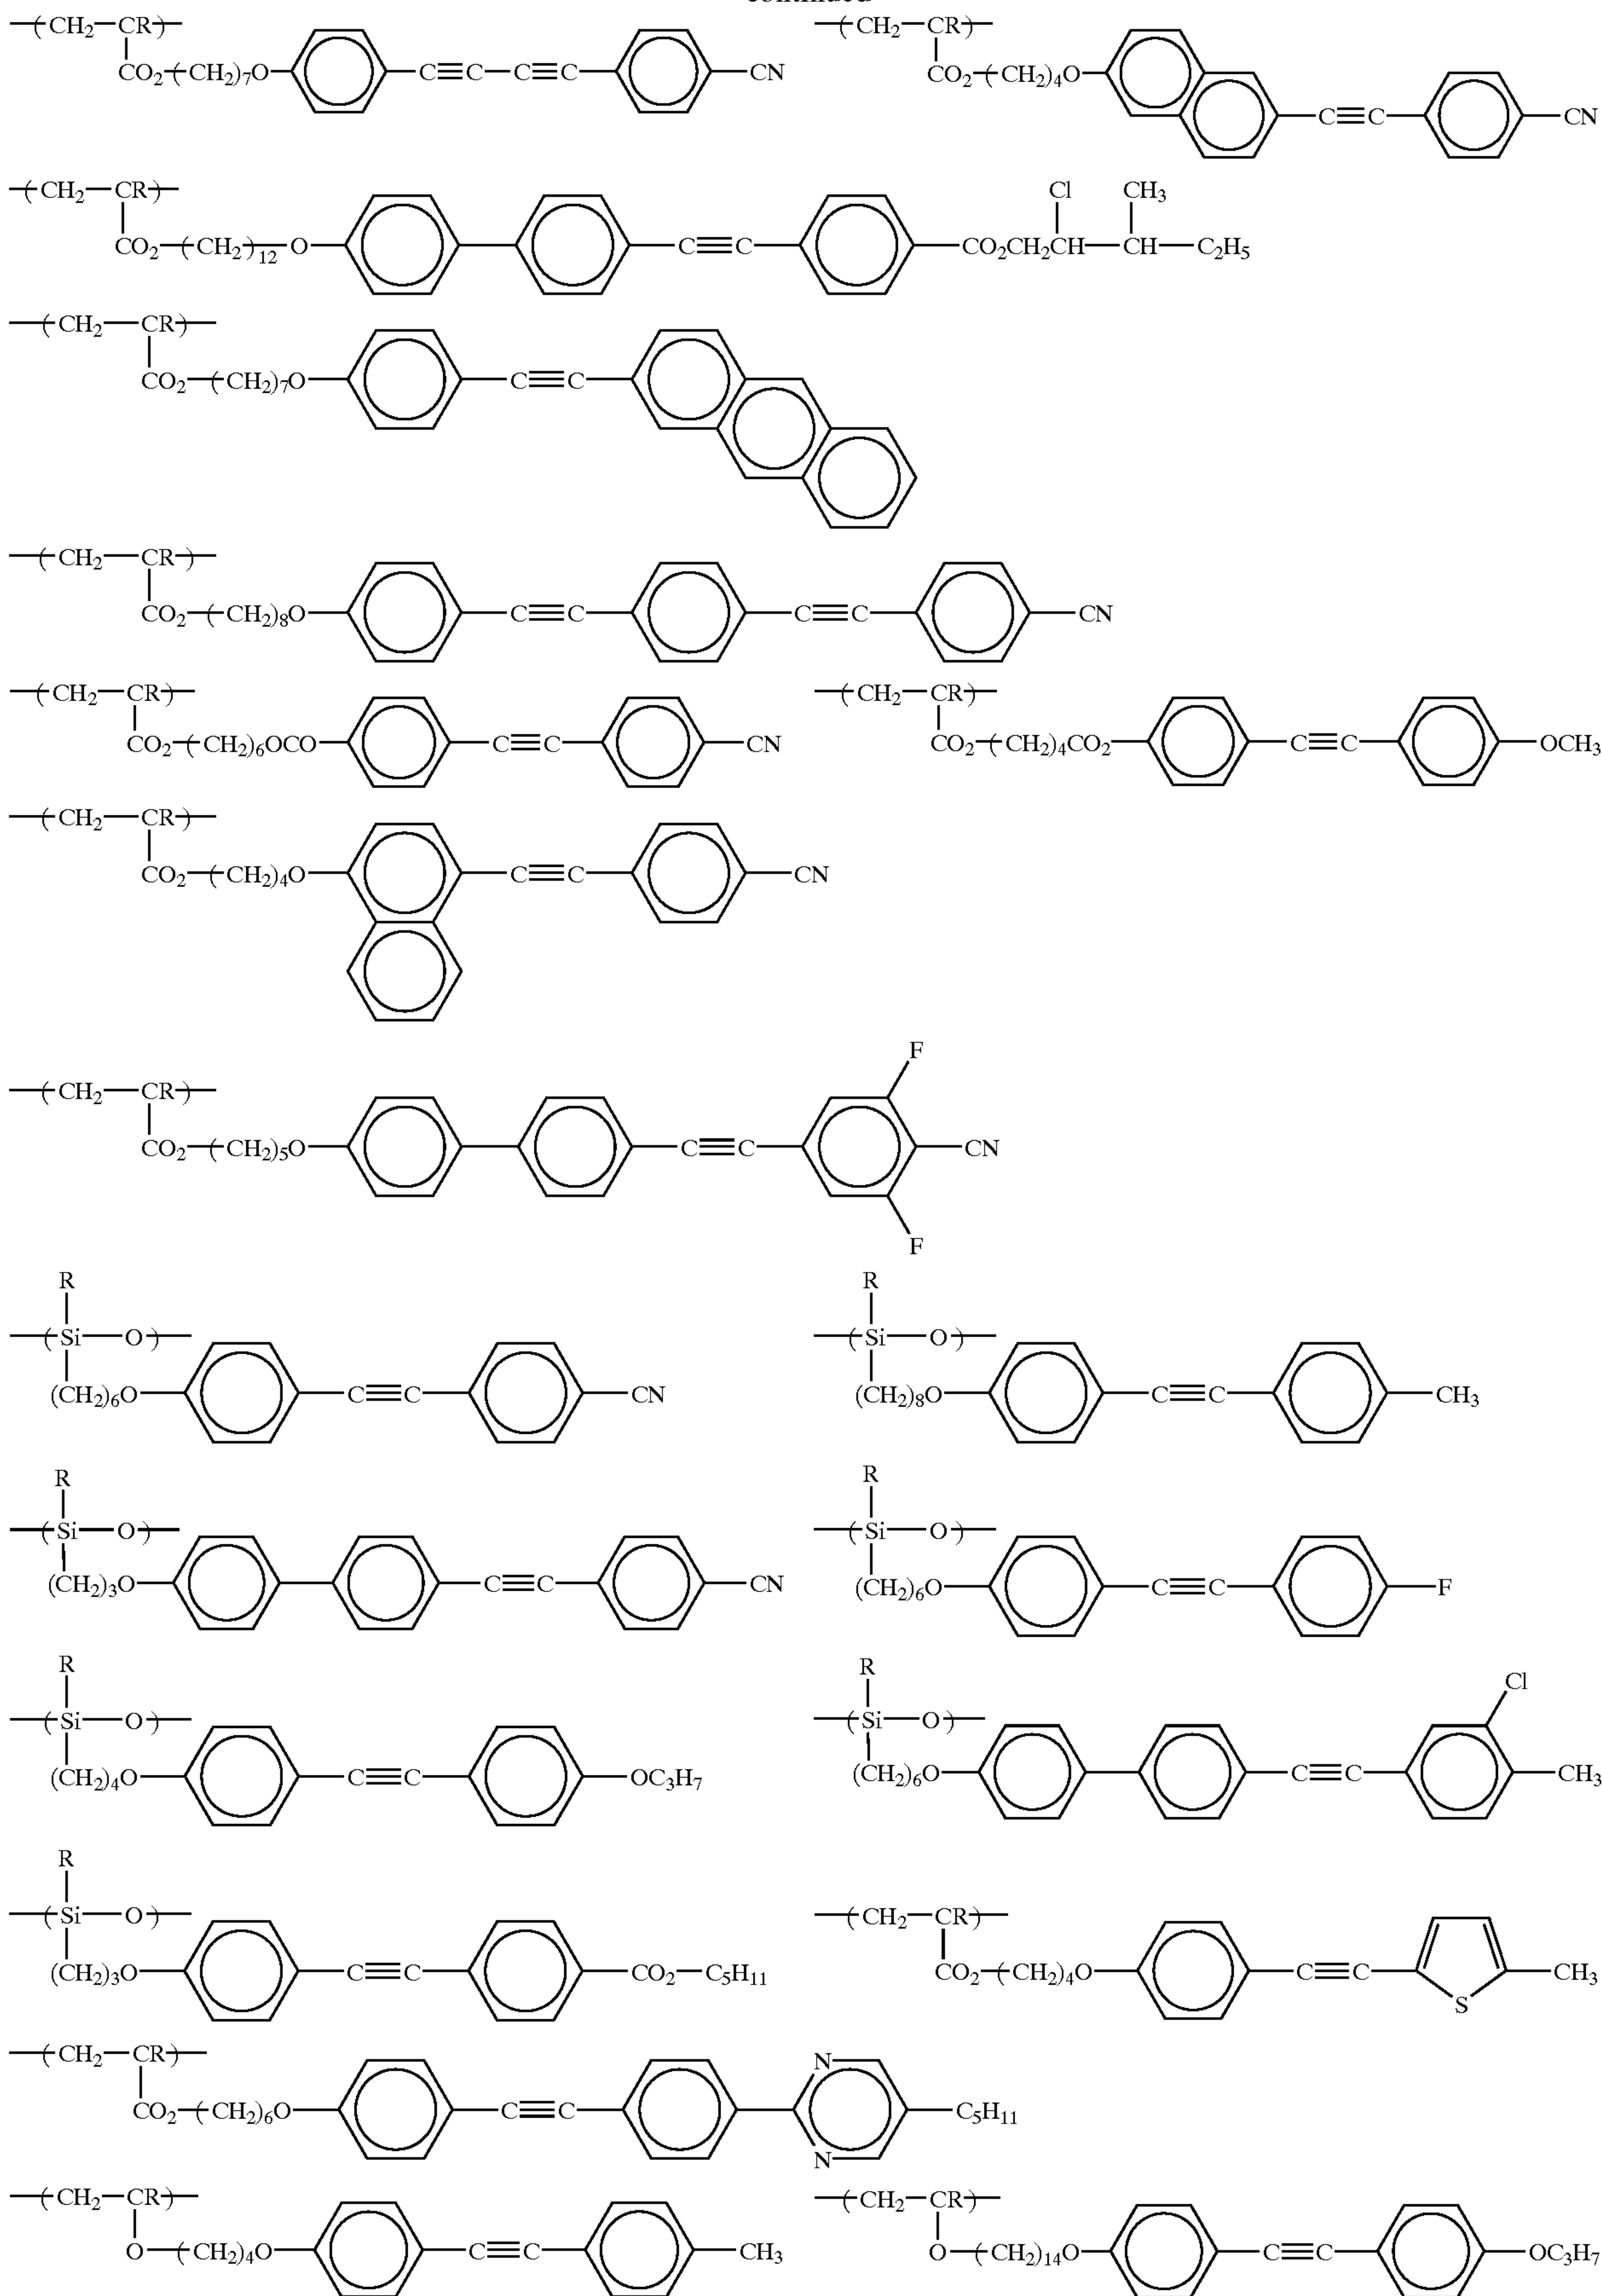 continued
—(CH₂—CR)— —(CH₂—CR)—
CO₂—(CH₂)₇O— —C≡C—C≡C— —CN CO₂—(CH₂)₄O— —C≡C— —CN
—(CH₂—CR)— Cl CH₃
CO₂—(CH₂)₁₂—O— —C≡C— —CO₂CH₂CH—CH—C₂H₅
—(CH₂—CR)—
CO₂—(CH₂)₇O— —C≡C—
—(CH₂—CR)—
CO₂—(CH₂)₈O— —C≡C— —C≡C— —CN
—(CH₂—CR)— —(CH₂—CR)—
CO₂—(CH₂)₆OCO— —C≡C— —CN CO₂—(CH₂)₄CO₂— —C≡C— —OCH₃
—(CH₂—CR)—
CO₂—(CH₂)₄O— —C≡C— —CN
F
—(CH₂—CR)—
CO₂—(CH₂)₅O— —C≡C— —CN
F
R R
—(Si—O)— —(Si—O)—
(CH₂)₆O— —C≡C— —CN (CH₂)₈O— —C≡C— —CH₃
R R
—(Si—O)— —(Si—O)—
(CH₂)₃O— —C≡C— —CN (CH₂)₆O— —C≡C— —F
R R Cl
—(Si—O)— —(Si—O)—
(CH₂)₄O— —C≡C— —OC₃H₇ (CH₂)₆O— —C≡C— —CH₃
R
—(Si—O)— —(CH₂—CR)—
(CH₂)₃O— —C≡C— —CO₂—C₅H₁₁ CO₂—(CH₂)₄O— —C≡C— —CH₃
S
—(CH₂—CR)— N
CO₂—(CH₂)₆O— —C≡C— —C₅H₁₁
N
—(CH₂—CR)— —(CH₂—CR)—
O—(CH₂)₄O— —C≡C— —CH₃ O—(CH₂)₁₄O— —C≡C— —OC₃H₇